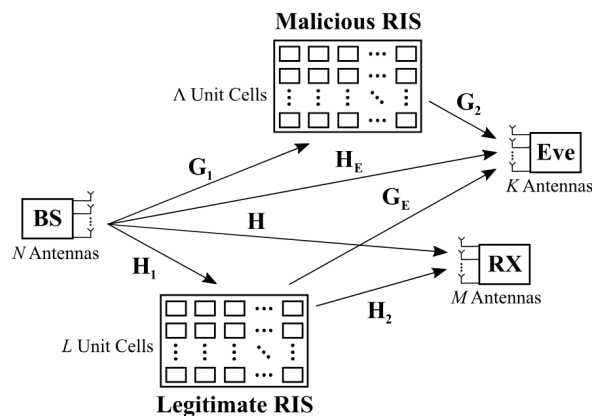 Malicious RIS
Λ Unit Cells
G₂
Eve
K Antennas
G₁
H_E
G_E
BS
N Antennas
H
H₁
RX
M Antennas
H₂
L Unit Cells
Legitimate RIS